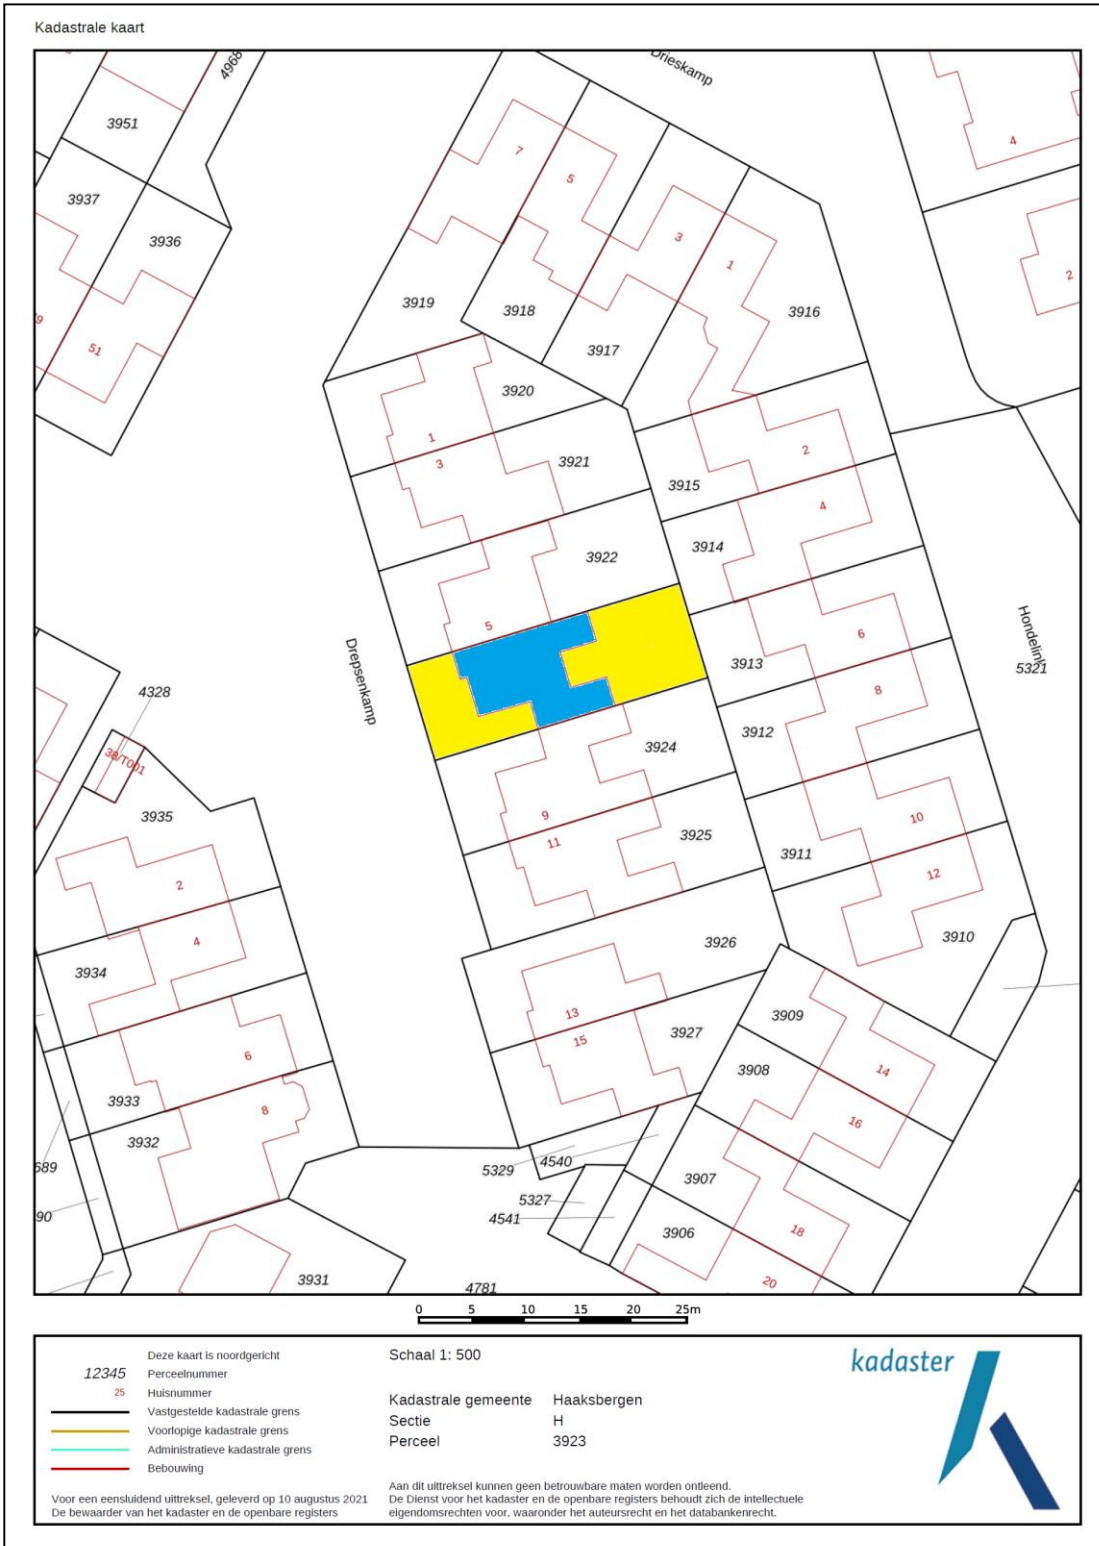 Kadastrale kaart
4968
Drieskamp
3951
4
3937
7
5
3936
3
1
2
3919
3918
3916
51
3917
3920
1
3
3921
2
3915
4
3922
3914
5
6
Hondelink
3913
5321
Drepsenkamp
8
4328
3912
38/T001
3924
3935
9
10
11
3925
3911
12
2
4
3926
3910
3934
13
3909
3927
15
6
3908
14
3933
8
16
3932
689
5329
4540
3907
90
5327
4541
3906
18
3931
4781
20
0 5 10 15 20 25m
Deze kaart is noordgericht
12345 Perceelnummer
25 Huisnummer
Vastgestelde kadastrale grens
Voorlopige kadastrale grens
Administratieve kadastrale grens
Bebouwing
Voor een eensluidend uittreksel, geleverd op 10 augustus 2021
De bewaarder van het kadaster en de openbare registers
Schaal 1: 500
Kadastrale gemeente Haaksbergen
Sectie H
Perceel 3923
Aan dit uittreksel kunnen geen betrouwbare maten worden ontleend.
De Dienst voor het kadaster en de openbare registers behoudt zich de intellectuele
eigendomsrechten voor, waaronder het auteursrecht en het databankenrecht.
kadaster